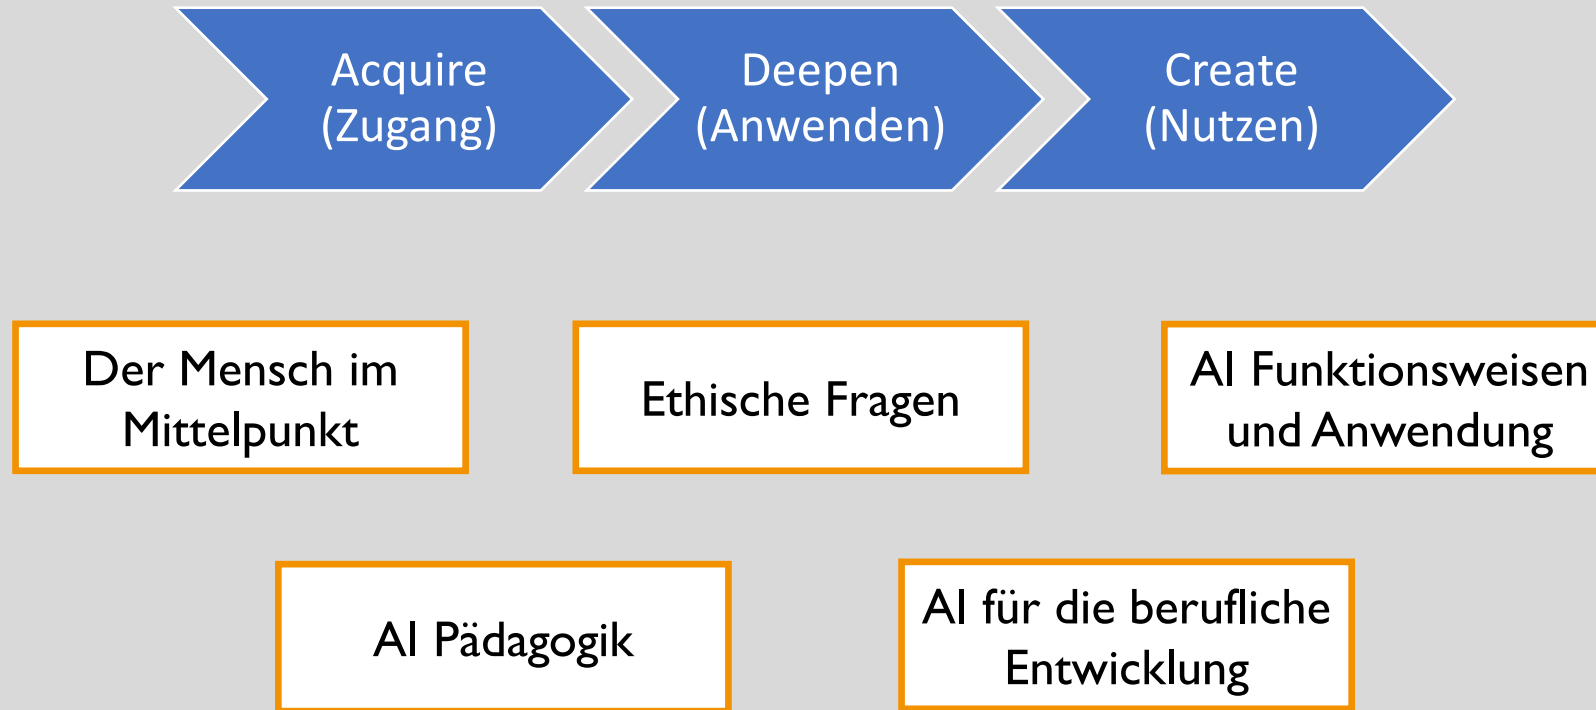 Acquire
(Zugang)
Deepen
(Anwenden)
Create
(Nutzen)
Der Mensch im
Mittelpunkt
Ethische Fragen
AI Funktionsweisen
und Anwendung
AI Pädagogik
AI für die berufliche
Entwicklung